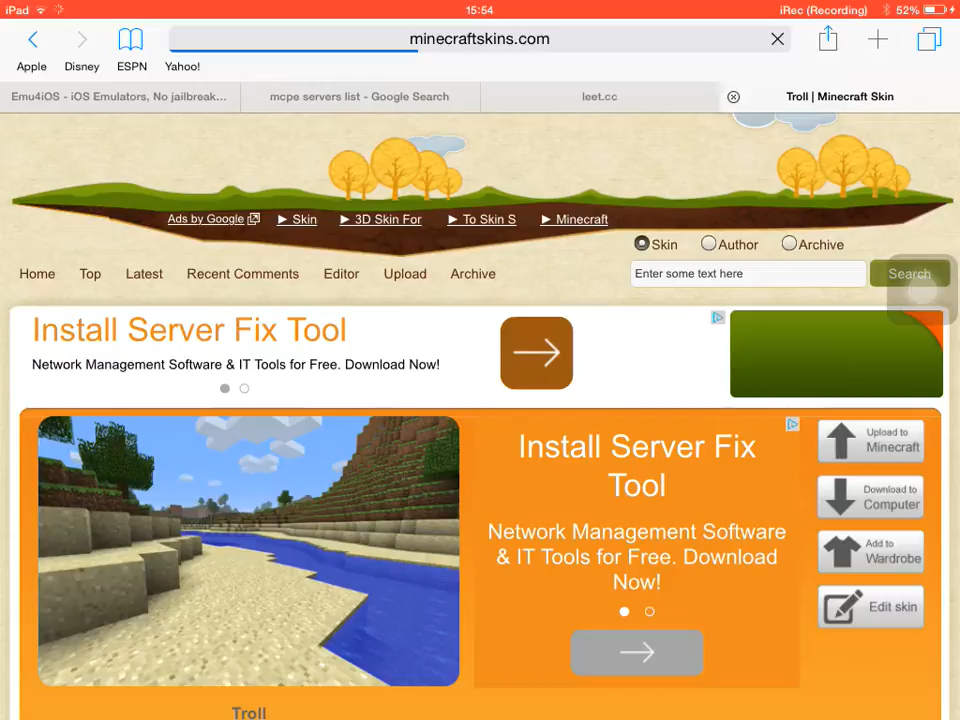 iPad 15:54 iRec (Recording) 52%
minecraftskins.com
Apple Disney ESPN Yahoo!
Emu4iOS - iOS Emulators, No jailbreak... mcpe servers list - Google Search leet.cc Troll | Minecraft Skin
Ads by Google Skin 3D Skin For To Skin S Minecraft
Skin Author Archive
Home Top Latest Recent Comments Editor Upload Archive Enter some text here Search
Install Server Fix Tool
Network Management Software & IT Tools for Free. Download Now!
Install Server Fix
Tool
Network Management Software
& IT Tools for Free. Download
Now!
Upload to
Minecraft
Download to
Computer
Add to
Wardrobe
Edit skin
Troll